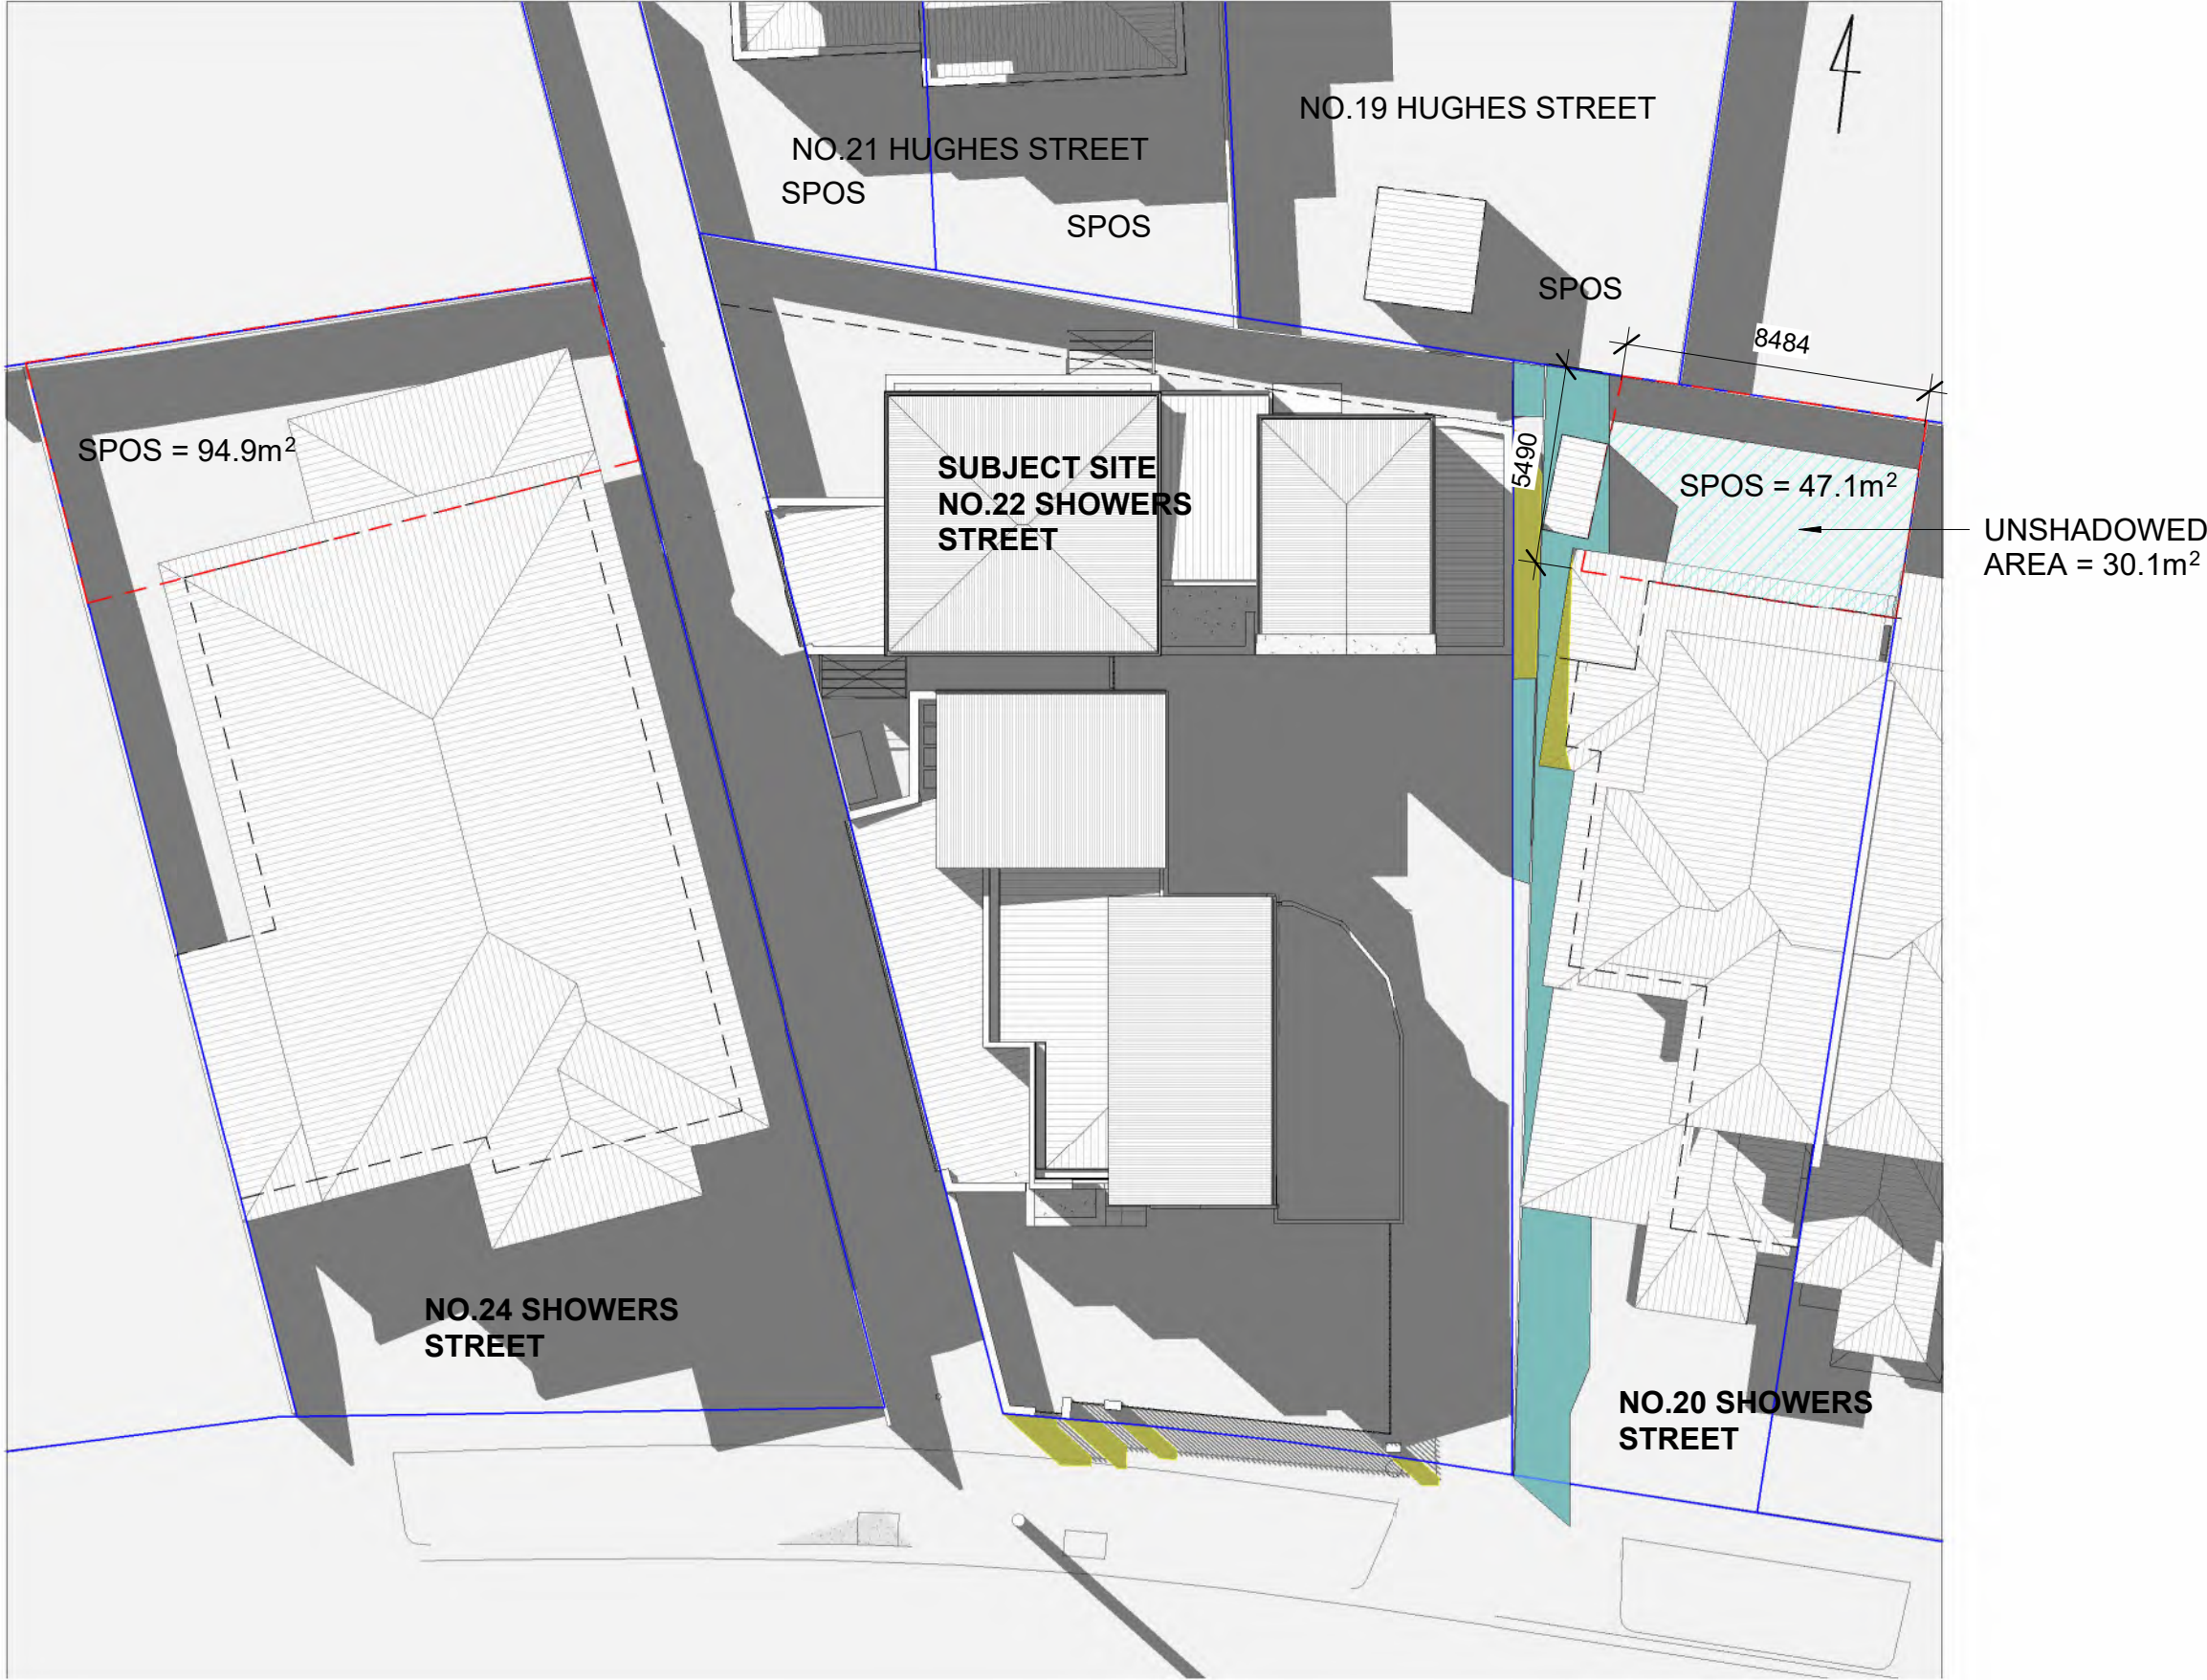 NO.19 HUGHES STREET
NO.21 HUGHES STREET
SPOS
SPOS
SPOS
8484
SPOS = 94.9m²
5490
SUBJECT SITE
NO.22 SHOWERS
STREET
SPOS = 47.1m²
UNSHADOWED
AREA = 30.1m²
NO.24 SHOWERS
STREET
NO.20 SHOWERS
STREET